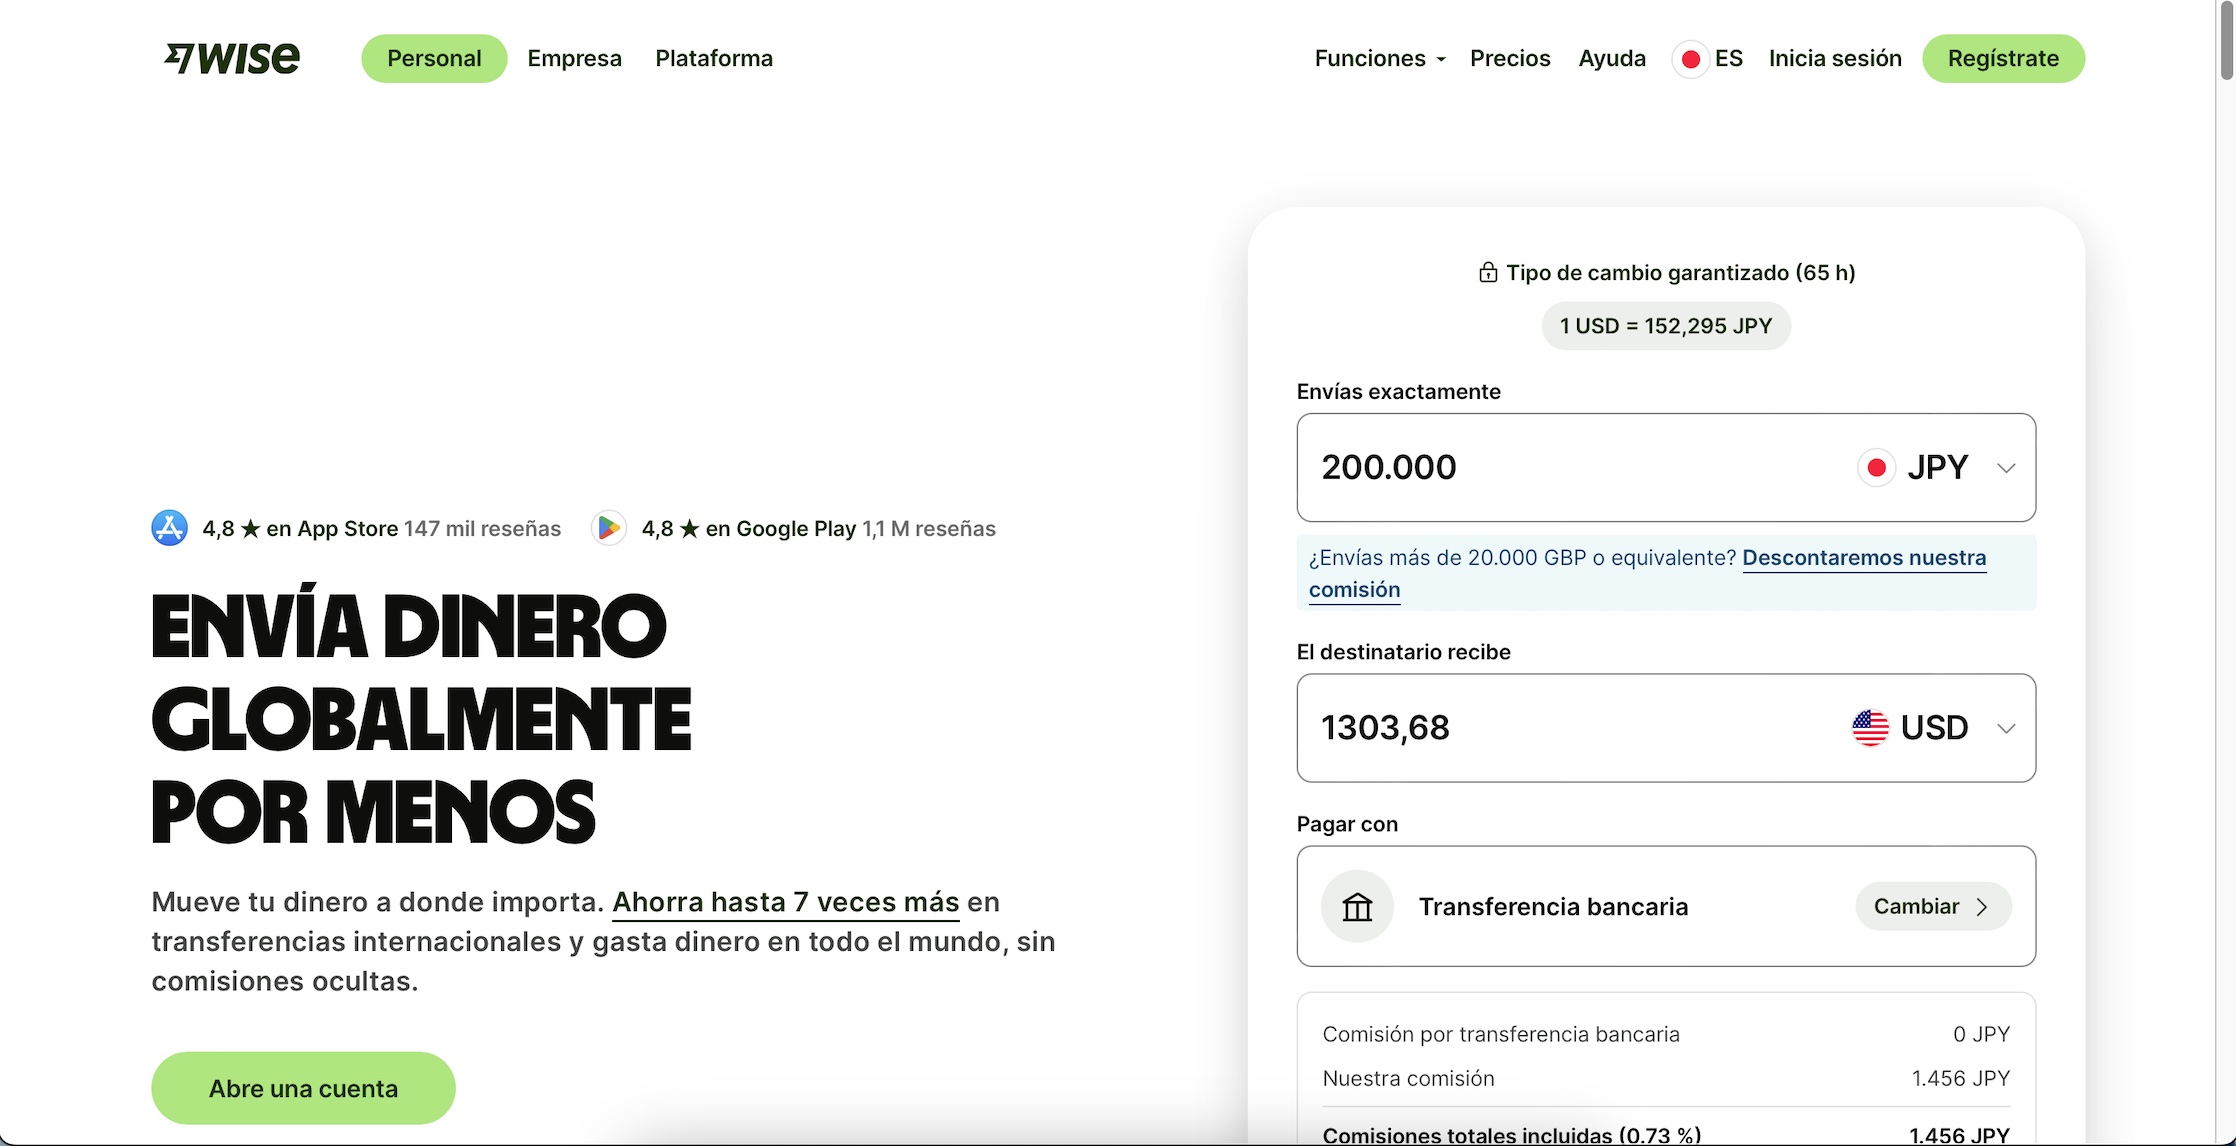 WISE
Personal
Empresa
Plataforma
Funciones
Precios
Ayuda
ES
Inicia sesión
Regístrate
4,8 ★ en App Store 147 mil reseñas
4,8 ★ en Google Play 1,1 M reseñas
ENVÍA DINERO
GLOBALMENTE
POR MENOS
Mueve tu dinero a donde importa. Ahorra hasta 7 veces más en
transferencias internacionales y gasta dinero en todo el mundo, sin
comisiones ocultas.
Abre una cuenta
Tipo de cambio garantizado (65 h)
1 USD = 152,295 JPY
Envías exactamente
200.000
JPY
¿Envías más de 20.000 GBP o equivalente? Descontaremos nuestra
comisión
El destinatario recibe
1303,68
USD
Pagar con
Transferencia bancaria
Cambiar
Comisión por transferencia bancaria
0 JPY
Nuestra comisión
1.456 JPY
Comisiones totales incluidas (0,73 %)
1.456 JPY